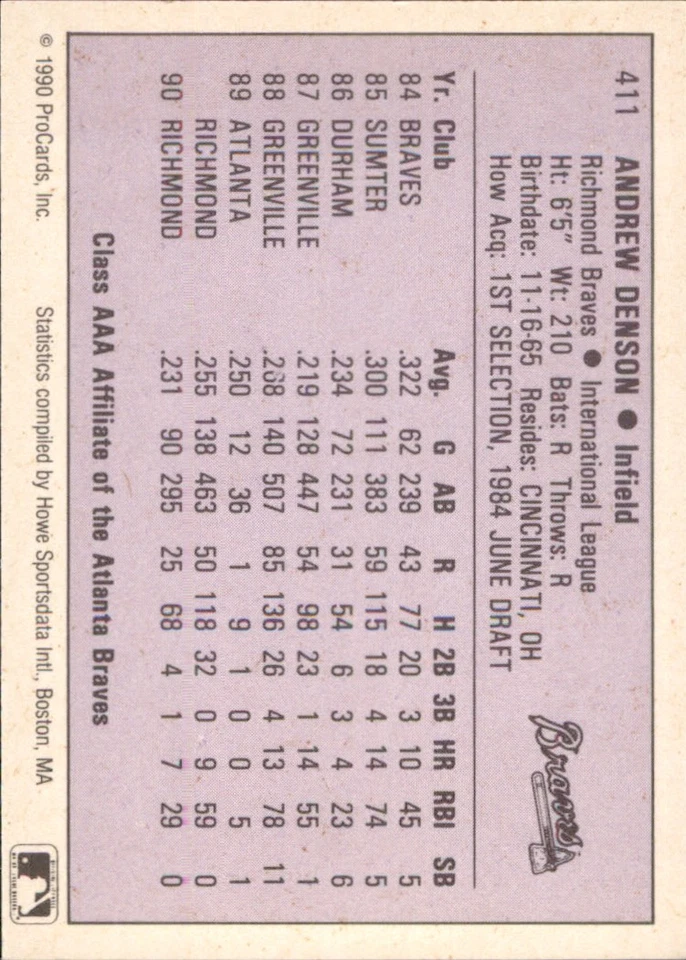 411 ANDREW DENSON ● Infield
Richmond Braves ● International League
Ht: 6'5" Wt: 210 Bats: R Throws: R
Birthdate: 11-16-65 Resides: CINCINNATI, OH
How Acq: 1ST SELECTION, 1984 JUNE DRAFT
Braves
Yr. Club Avg. G AB R H 2B 3B HR RBI SB
84 BRAVES .322 62 239 43 77 20 3 10 45 5
85 SUMTER .300 111 383 59 115 18 4 14 74 5
86 DURHAM .234 72 231 31 54 6 3 4 23 6
87 GREENVILLE .219 128 447 54 98 23 1 14 55 1
88 GREENVILLE .268 140 507 85 136 26 4 13 78 11
89 ATLANTA .250 12 36 1 9 1 0 0 5 1
RICHMOND .255 138 463 50 118 32 0 9 59 0
90 RICHMOND .231 90 295 25 68 4 1 7 29 0
Class AAA Affiliate of the Atlanta Braves
© 1990 ProCards, Inc. Statistics compiled by Howe Sportsdata Intl., Boston, MA